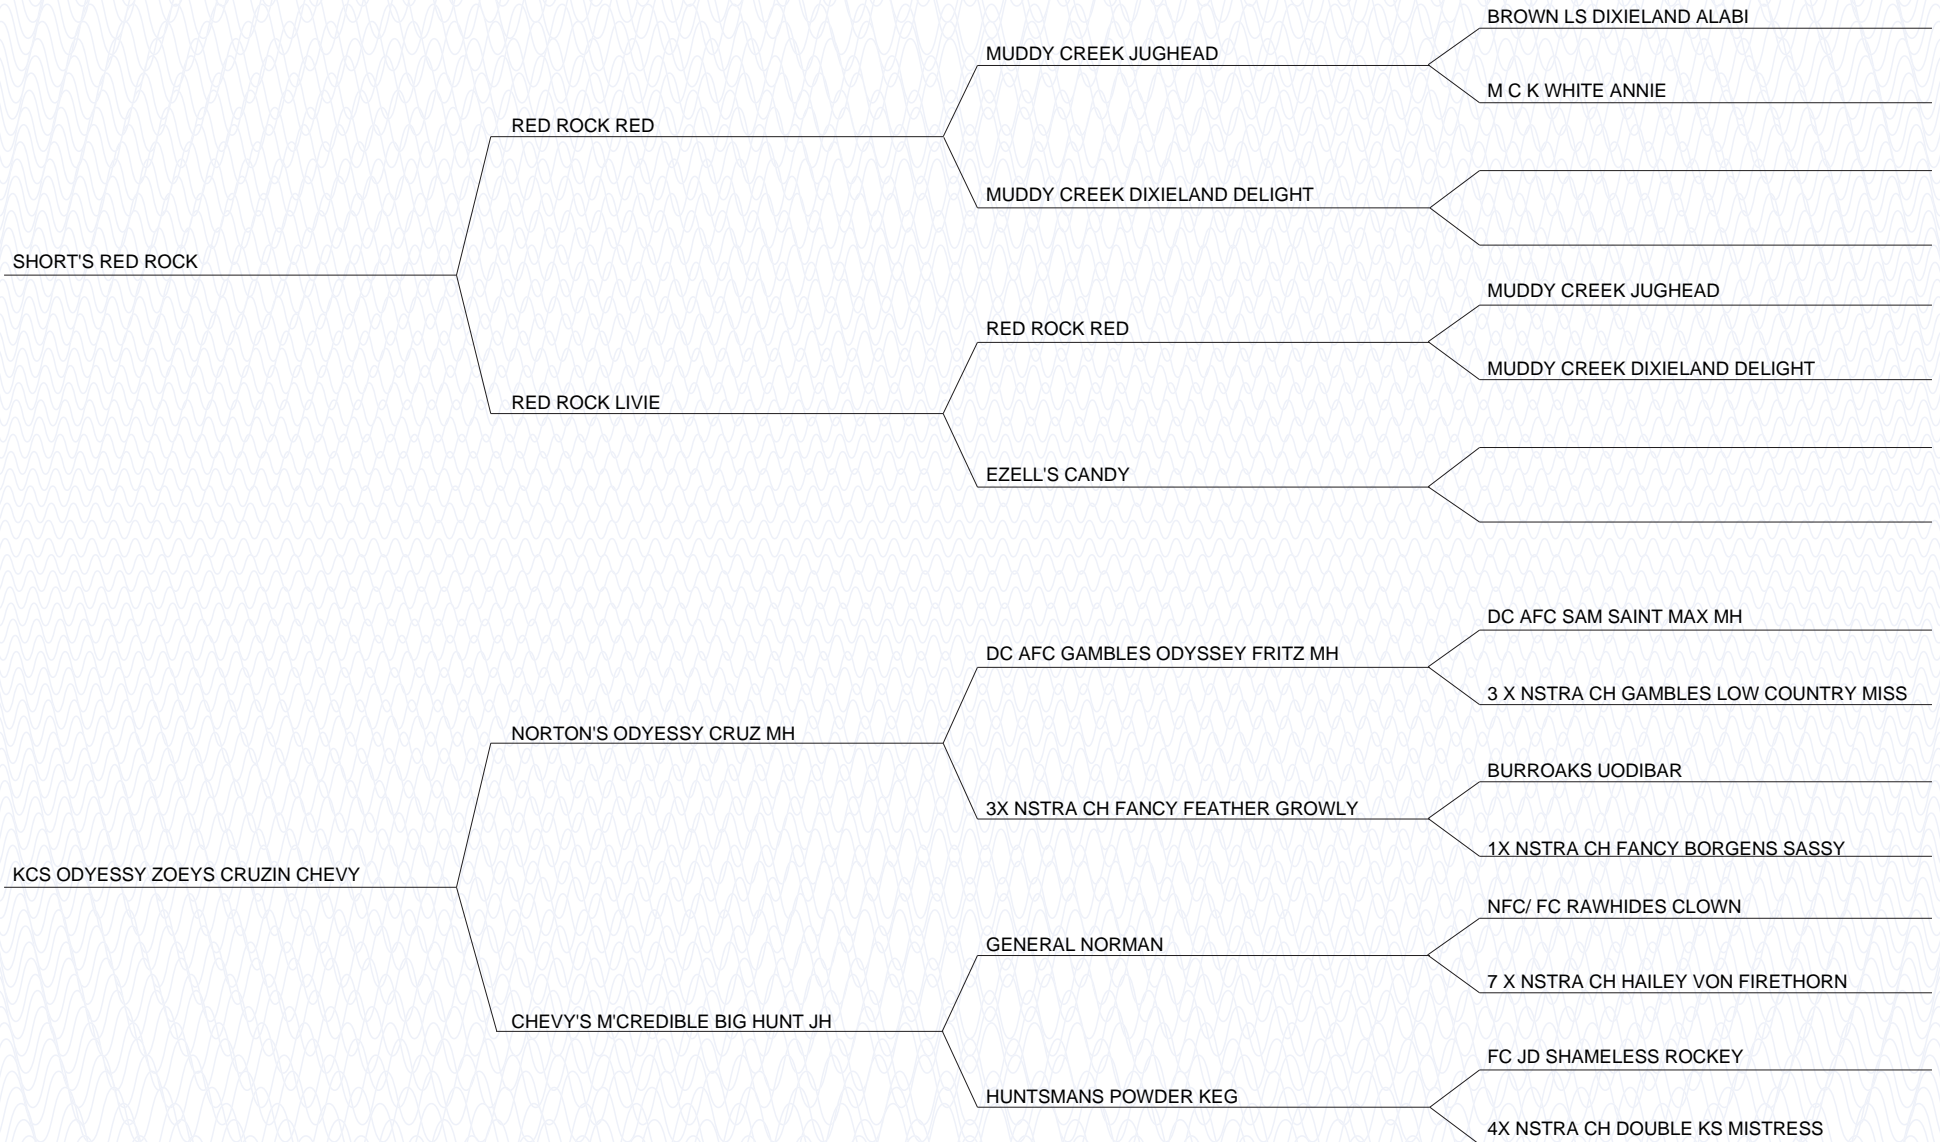 BROWN LS DIXIELAND ALABI
MUDDY CREEK JUGHEAD
M C K WHITE ANNIE
RED ROCK RED
MUDDY CREEK DIXIELAND DELIGHT
SHORT'S RED ROCK
MUDDY CREEK JUGHEAD
RED ROCK RED
MUDDY CREEK DIXIELAND DELIGHT
RED ROCK LIVIE
EZELL'S CANDY
DC AFC SAM SAINT MAX MH
DC AFC GAMBLES ODYSSEY FRITZ MH
3 X NSTRA CH GAMBLES LOW COUNTRY MISS
NORTON'S ODYESSY CRUZ MH
BURROAKS UODIBAR
3X NSTRA CH FANCY FEATHER GROWLY
1X NSTRA CH FANCY BORGENS SASSY
KCS ODYESSY ZOEYS CRUZIN CHEVY
NFC/ FC RAWHIDES CLOWN
GENERAL NORMAN
7 X NSTRA CH HAILEY VON FIRETHORN
CHEVY'S M'CREDIBLE BIG HUNT JH
FC JD SHAMELESS ROCKEY
HUNTSMANS POWDER KEG
4X NSTRA CH DOUBLE KS MISTRESS